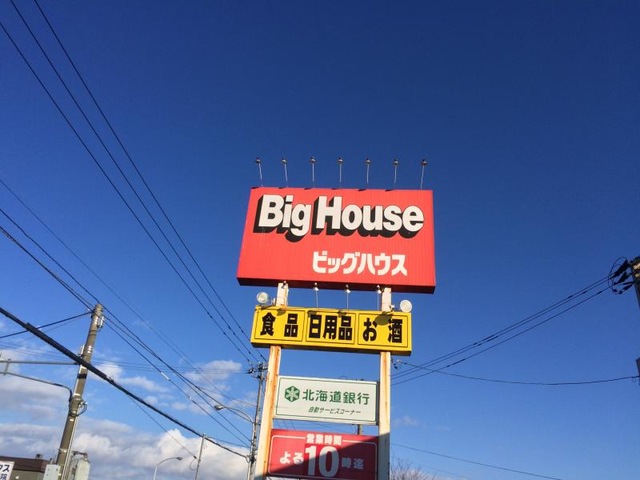 Big House
ビッグハウス
食品 日用品 お酒
北海道銀行
自動サービスコーナー
営業時間
よる10時迄